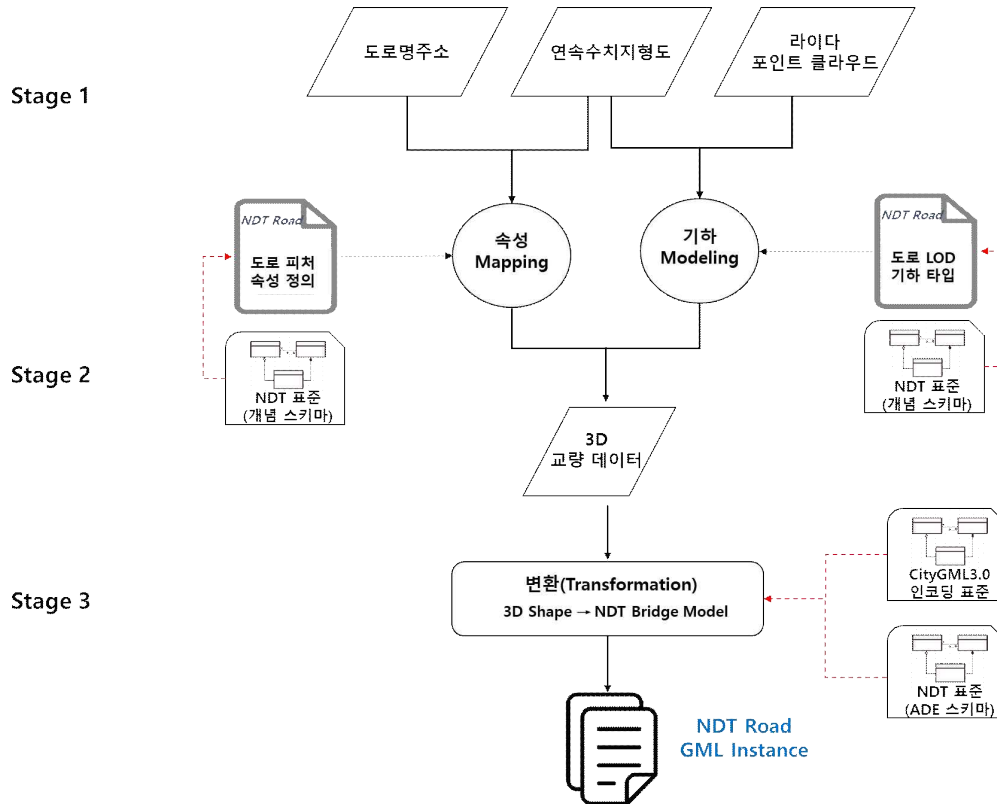 Stage 1
도로명주소
연속수치지형도
라이다
포인트 클라우드
NDT Road
도로 피처
속성 정의
속성
Mapping
기하
Modeling
NDT Road
도로 LOD
기하 타입
Stage 2
NDT 표준
(개념 스키마)
NDT 표준
(개념 스키마)
3D
교량 데이터
Stage 3
변환(Transformation)
3D Shape → NDT Bridge Model
CityGML3.0
인코딩 표준
NDT 표준
(ADE 스키마)
NDT Road
GML Instance